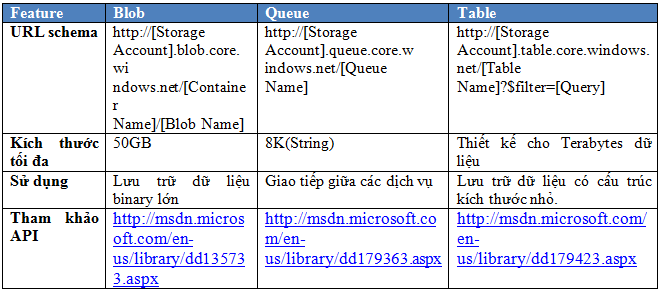 Feature
Blob
Queue
Table
URL schema
http://[Storage
Account].blob.core.
wi
ndows.net/[Containe
r
Name]/[Blob Name]
http://[Storage
Account].queue.core.w
indows.net/[Queue
Name]
http://[Storage
Account].table.core.windows.
net/[Table
Name]?$filter=[Query]
Kích thước
tối đa
50GB
8K(String)
Thiết kế cho Terabytes dữ
liệu
Sử dụng
Lưu trữ dữ liệu
binary lớn
Giao tiếp giữa các dịch vụ
Lưu trữ dữ liệu có cấu trúc
kích thước nhỏ.
Tham khảo
API
http://msdn.micros
oft.com/en-
us/library/dd13573
3.aspx
http://msdn.microsoft.co
m/en-
us/library/dd179363.aspx
http://msdn.microsoft.com/
en-
us/library/dd179423.aspx